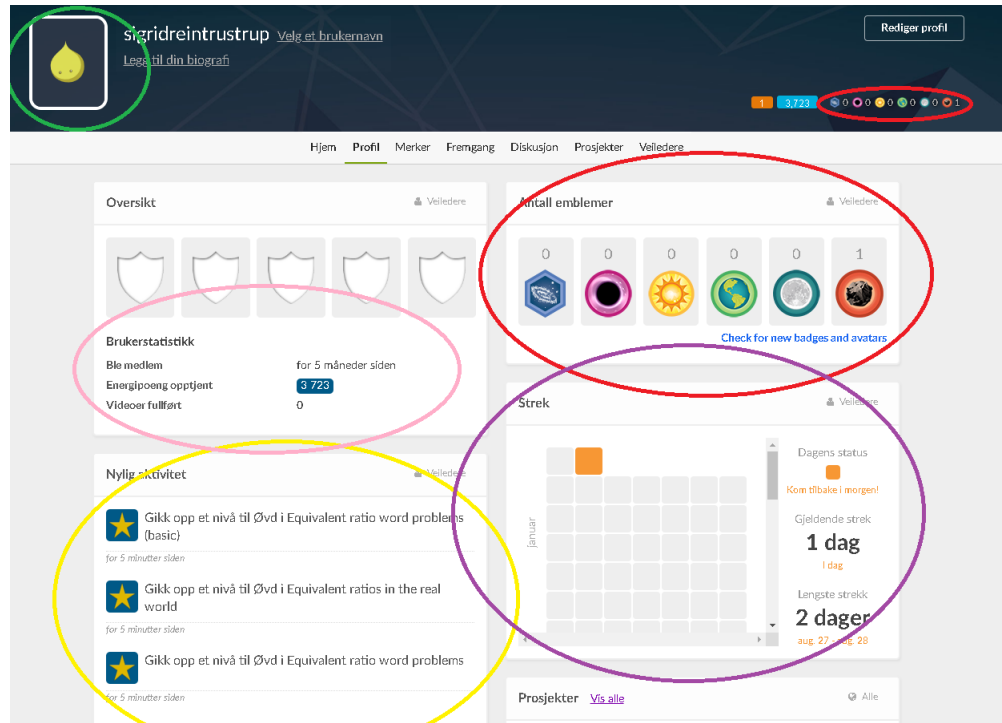 sigridreintrustrup Velg et brukernavn
Rediger profil
Legg til din biografi
1 3,723 0 0 0 0 0 1
Hjem Profil Merker Fremgang Diskusjon Prosjekter Veiledere
Oversikt Veiledere
Brukerstatistikk
Ble medlem for 5 måneder siden
Energipoeng opptjent 3 723
Videoer fullført 0
Antall emblemer Veiledere
0 0 0 0 0 1
Check for new badges and avatars
Strek Veiledere
januar
Dagens status
Kom tilbake i morgen!
Gjeldende strek
1 dag
I dag
Lengste strekk
2 dager
aug. 27 - aug. 28
Nylig aktivitet Veiledere
Gikk opp et nivå til Øvd i Equivalent ratio word problems
(basic)
for 5 minutter siden
Gikk opp et nivå til Øvd i Equivalent ratios in the real
world
for 5 minutter siden
Gikk opp et nivå til Øvd i Equivalent ratio word problems
for 5 minutter siden
Prosjekter Vis alle Alle